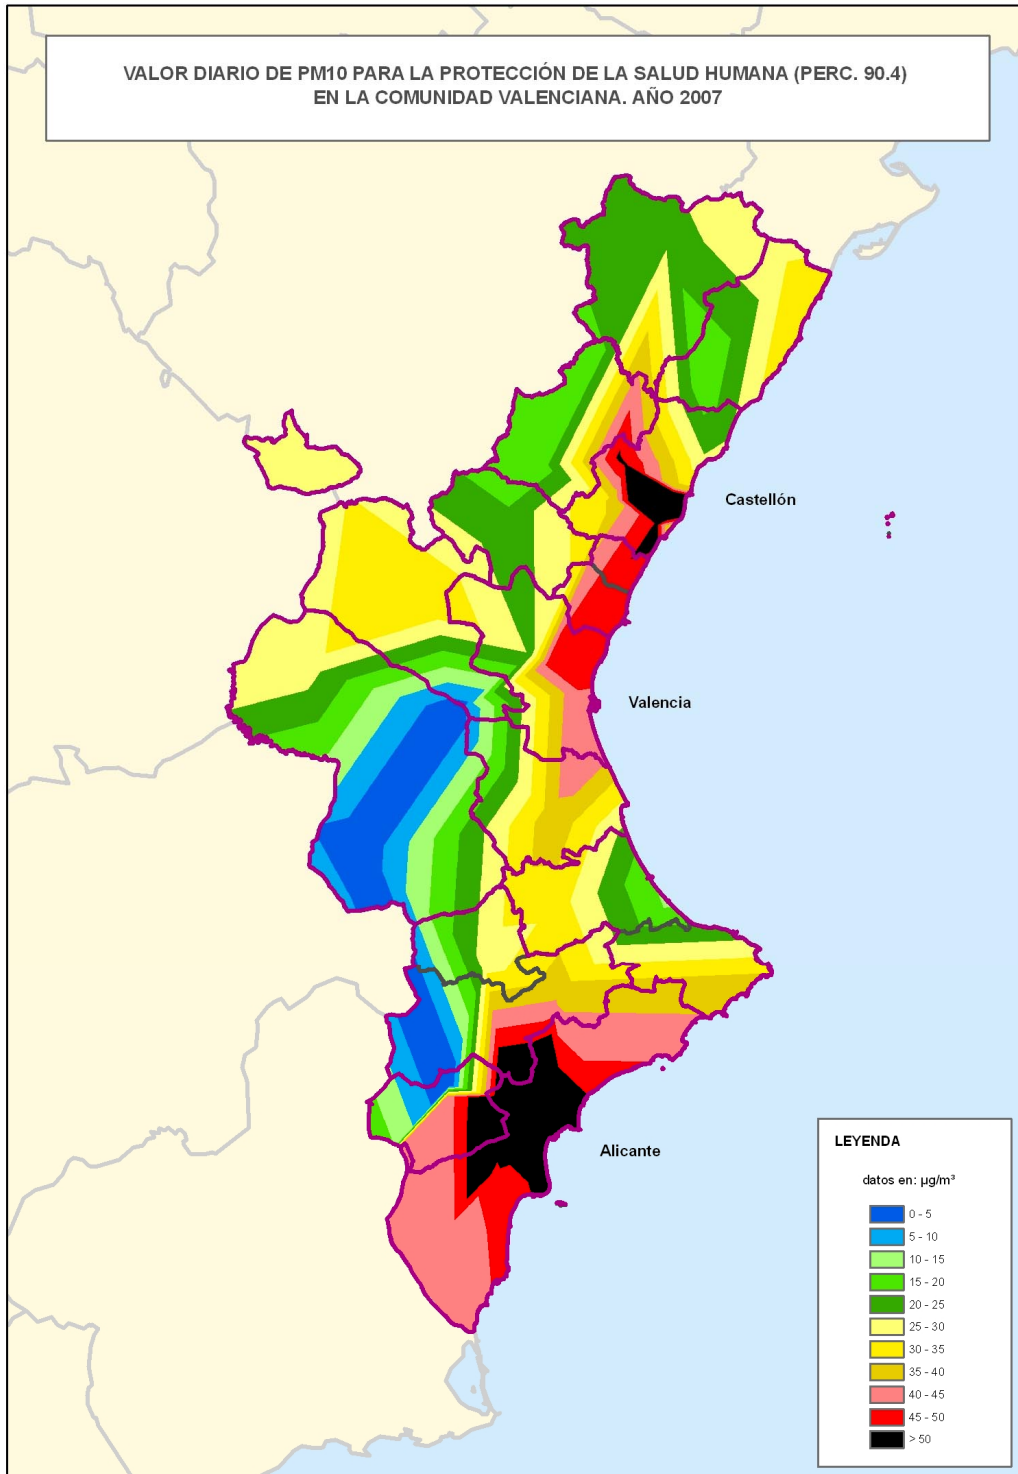 VALOR DIARIO DE PM10 PARA LA PROTECCIÓN DE LA SALUD HUMANA (PERC. 90.4)
EN LA COMUNIDAD VALENCIANA. AÑO 2007
Castellón
Valencia
Alicante
LEYENDA
datos en: µg/m³
0 - 5
5 - 10
10 - 15
15 - 20
20 - 25
25 - 30
30 - 35
35 - 40
40 - 45
45 - 50
> 50